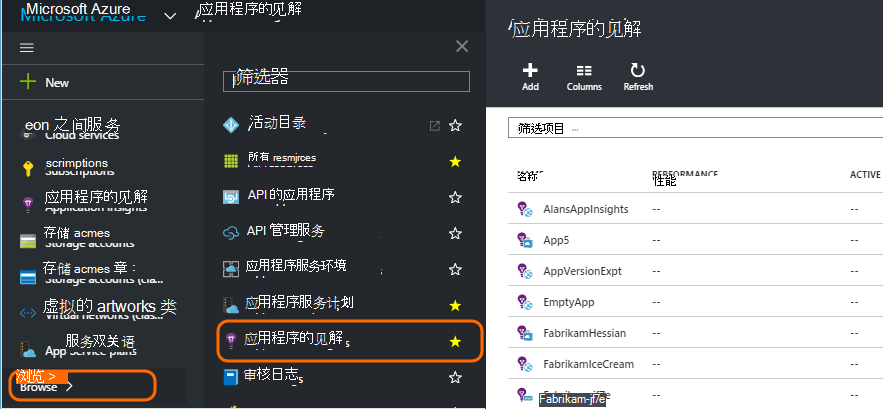 Microsoft Azure
应用程序的见解
New
eon 之间服务
Cloud services
scrimptions
Subscriptions
应用程序的见解
Application Insights
存储 acmes
Storage accounts
存储 acmes 章：
Storage accounts (cla...
虚拟的 artworks 类
Virtual networks (clas...
服务双关语
App Service plans
浏览 >
Browse >
筛选器
活动目录
所有 resmjrces
API 的应用程序
API 管理服务
应用程序服务环境
应用程序服务计划
应用程序的见解
审核日志
应用程序的见解
Add
Columns
Refresh
筛选项目 ...
名称
PERFORMANCE
性能
ACTIVE
AlansAppInsights
--
--
App5
--
--
AppVersionExpt
--
--
EmptyApp
--
--
FabrikamHessian
--
--
FabrikamIceCream
--
--
Fabrikam-jf/e
--
--